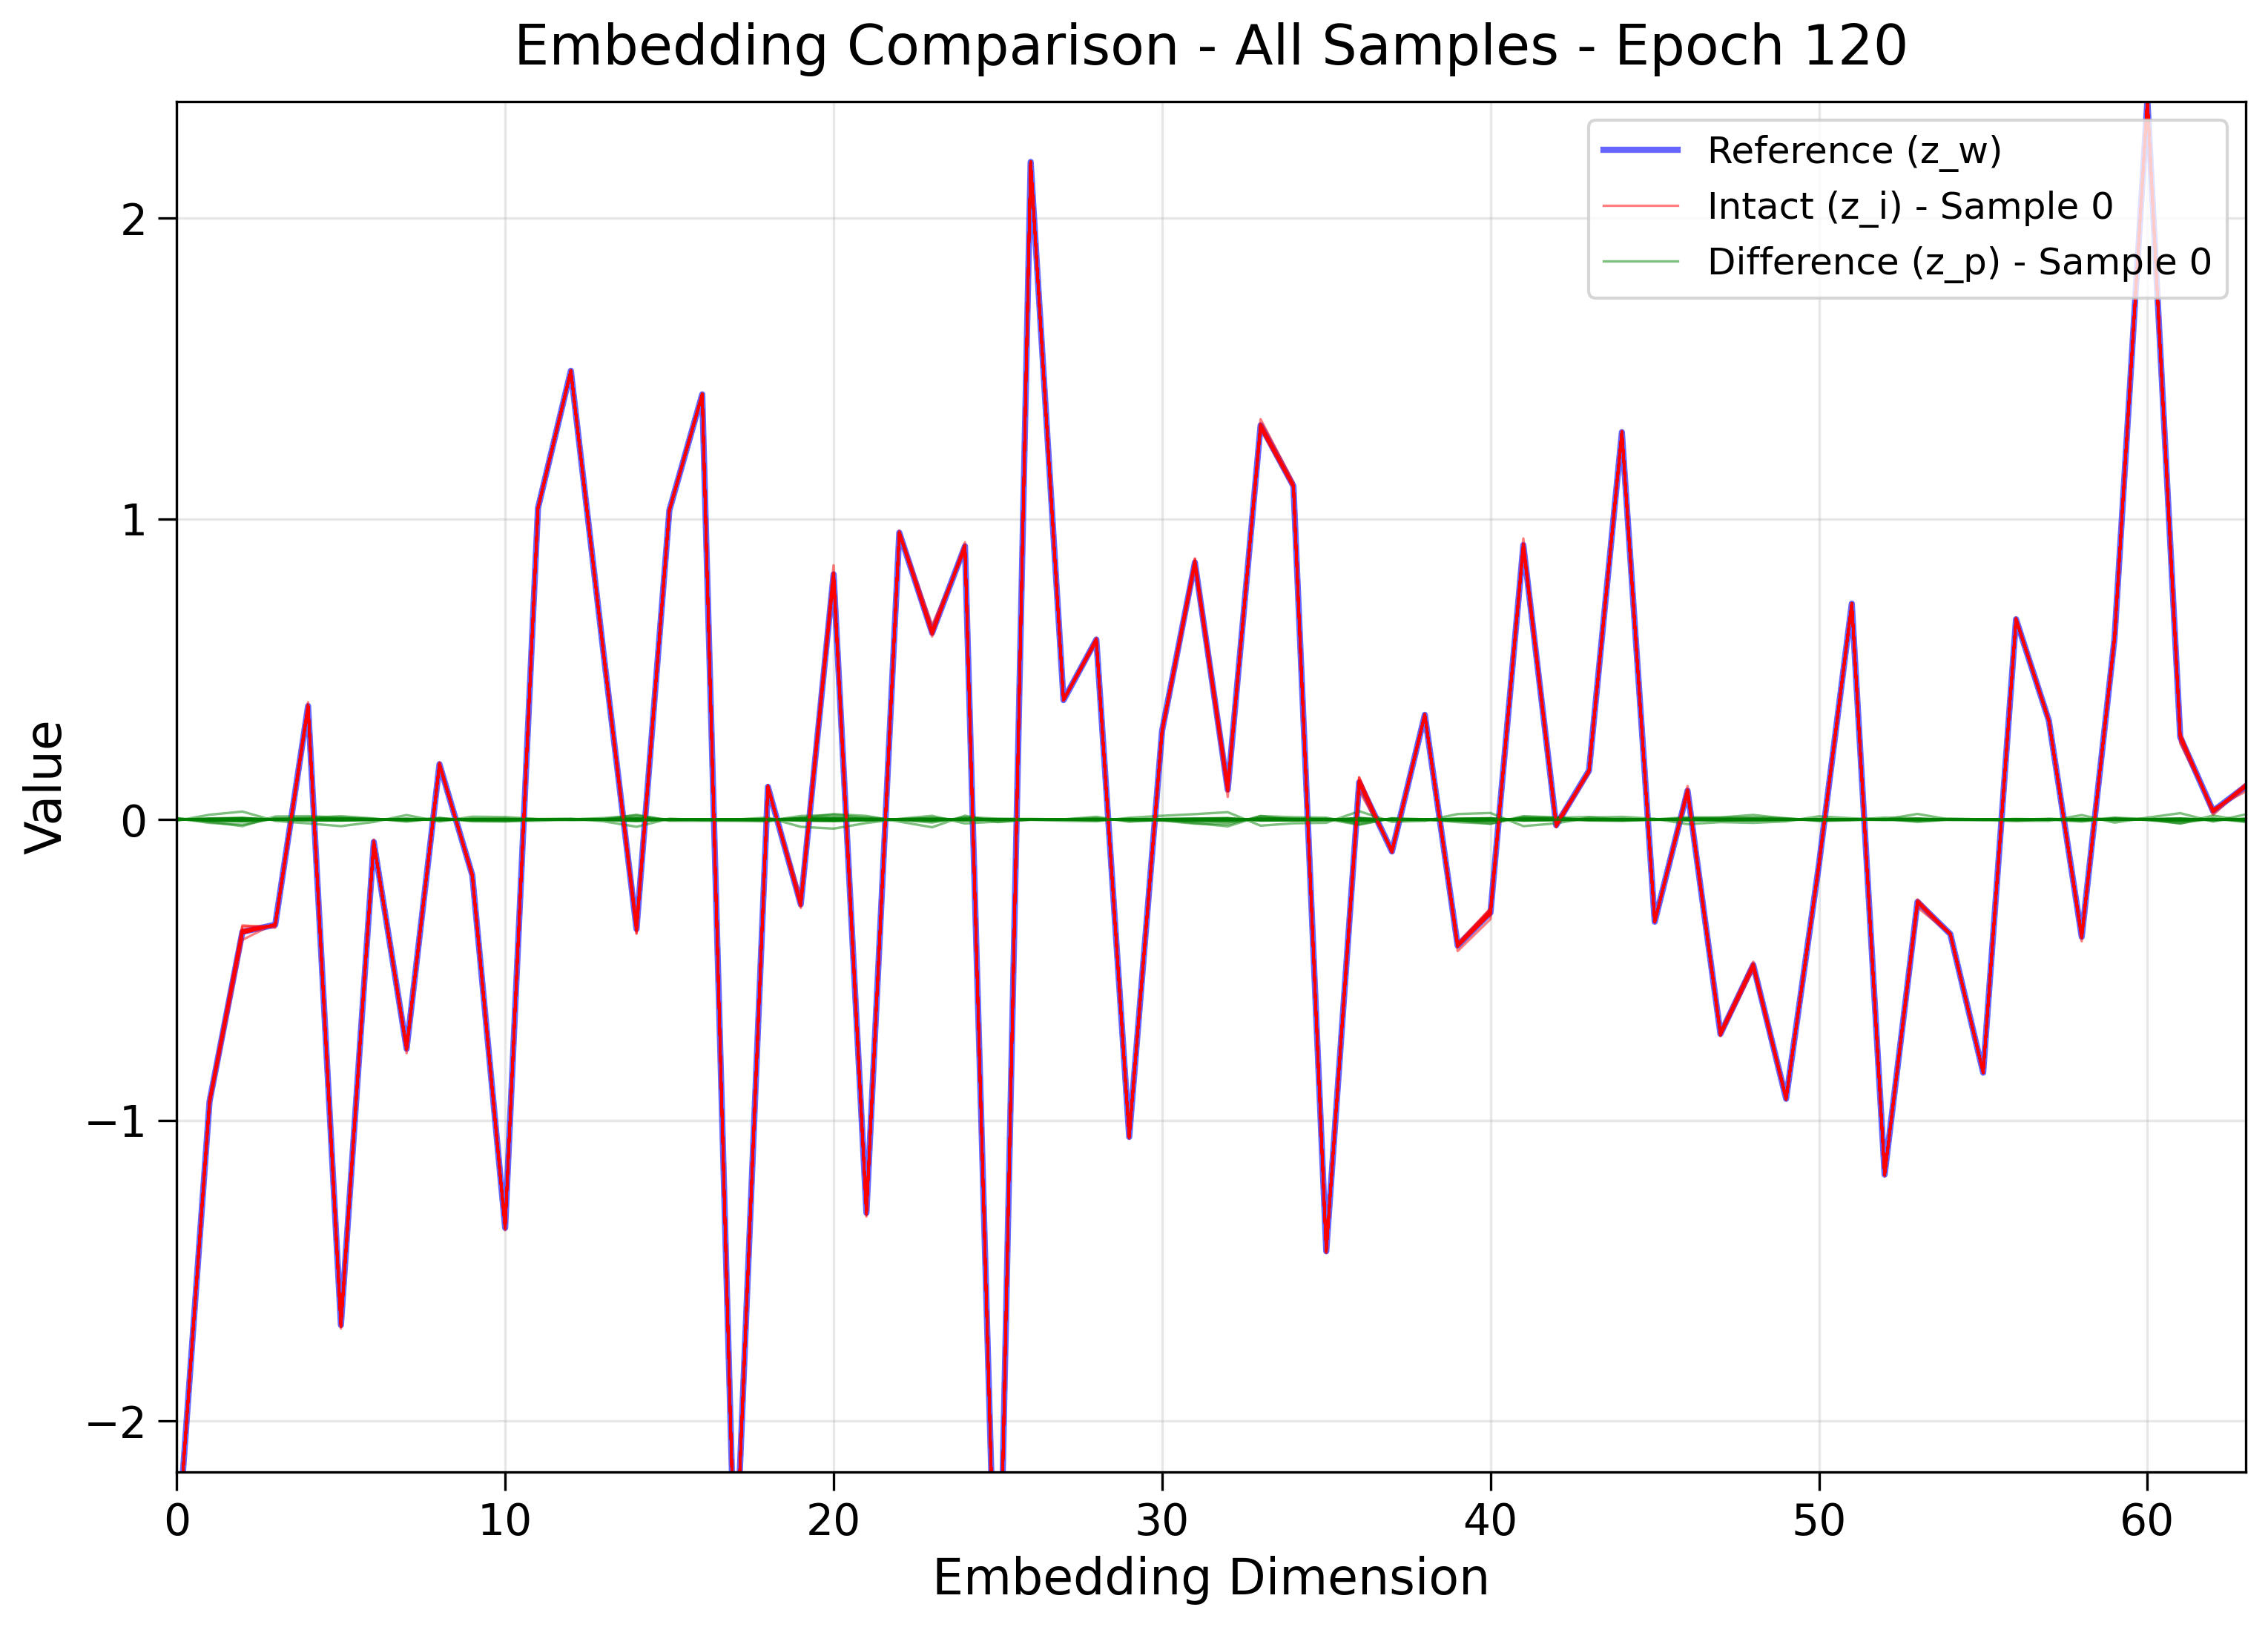 Embedding Comparison - All Samples - Epoch 120
Reference (z_w)
Intact (z_i) - Sample 0
Difference (z_p) - Sample 0
Value
2
1
0
−1
−2
0 10 20 30 40 50 60
Embedding Dimension